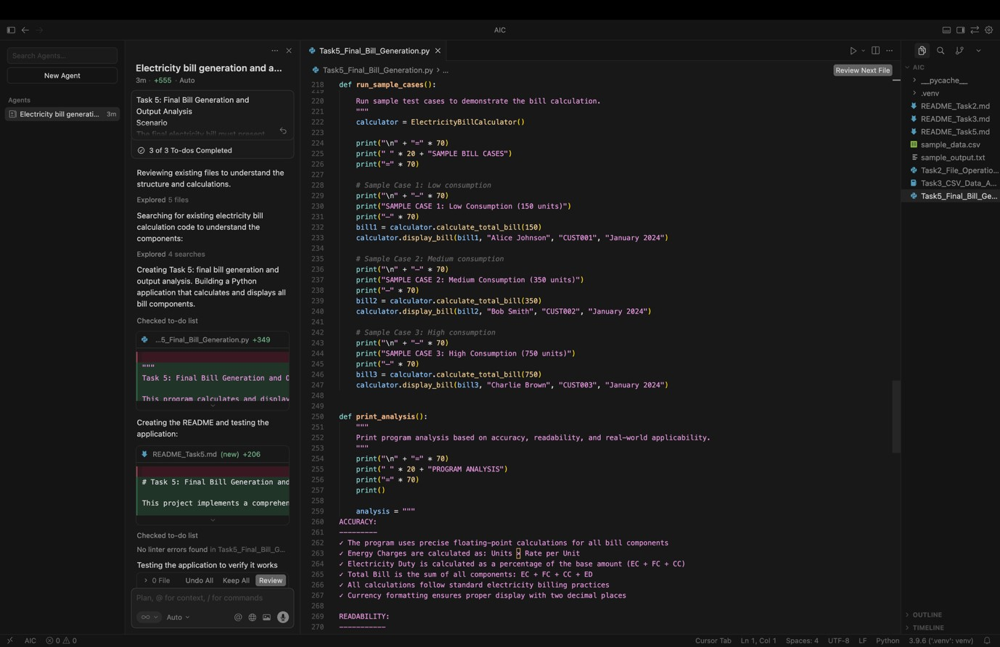 AIC
Search Agents...
New Agent
Agents
Electricity bill generati... 3m
Electricity bill generation and a...
3m · +555 · Auto
Task 5: Final Bill Generation and
Output Analysis
Scenario
The final electricity bill must present
3 of 3 To-dos Completed
Reviewing existing files to understand the
structure and calculations.
Explored 5 files
Searching for existing electricity bill
calculation code to understand the
components:
Explored 4 searches
Creating Task 5: final bill generation and
output analysis. Building a Python
application that calculates and displays all
bill components.
Checked to-do list
...5_Final_Bill_Generation.py +349
"""
Task 5: Final Bill Generation and O
This program calculates and display
Creating the README and testing the
application:
README_Task5.md (new) +206
# Task 5: Final Bill Generation and
This project implements a comprehen
Checked to-do list
No linter errors found in Task5_Final_Bill_G...
Testing the application to verify it works
> 0 File Undo All Keep All Review
Plan, @ for context, / for commands
∞ Auto
Task5_Final_Bill_Generation.py
Task5_Final_Bill_Generation.py > ...
Review Next File
218 def run_sample_cases():
219
220 Run sample test cases to demonstrate the bill calculation.
221 """
222 calculator = ElectricityBillCalculator()
223
224 print("\n" + "=" * 70)
225 print(" " * 20 + "SAMPLE BILL CASES")
226 print("=" * 70)
227
228 # Sample Case 1: Low consumption
229 print("\n" + "—" * 70)
230 print("SAMPLE CASE 1: Low Consumption (150 units)")
231 print("—" * 70)
232 bill1 = calculator.calculate_total_bill(150)
233 calculator.display_bill(bill1, "Alice Johnson", "CUST001", "January 2024")
234
235 # Sample Case 2: Medium consumption
236 print("\n" + "—" * 70)
237 print("SAMPLE CASE 2: Medium Consumption (350 units)")
238 print("—" * 70)
239 bill2 = calculator.calculate_total_bill(350)
240 calculator.display_bill(bill2, "Bob Smith", "CUST002", "January 2024")
241
242 # Sample Case 3: High consumption
243 print("\n" + "—" * 70)
244 print("SAMPLE CASE 3: High Consumption (750 units)")
245 print("—" * 70)
246 bill3 = calculator.calculate_total_bill(750)
247 calculator.display_bill(bill3, "Charlie Brown", "CUST003", "January 2024")
248
249
250 def print_analysis():
251 """
252 Print program analysis based on accuracy, readability, and real-world applicability.
253 """
254 print("\n" + "=" * 70)
255 print(" " * 20 + "PROGRAM ANALYSIS")
256 print("=" * 70)
257 print()
258
259 analysis = """
260 ACCURACY:
261 ---------
262 ✓ The program uses precise floating-point calculations for all bill components
263 ✓ Energy Charges are calculated as: Units × Rate per Unit
264 ✓ Electricity Duty is calculated as a percentage of the base amount (EC + FC + CC)
265 ✓ Total Bill is the sum of all components: EC + FC + CC + ED
266 ✓ All calculations follow standard electricity billing practices
267 ✓ Currency formatting ensures proper display with two decimal places
268
269 READABILITY:
270 -----------
AIC
__pycache__
.venv
README_Task2.md
README_Task3.md
README_Task5.md
sample_data.csv
sample_output.txt
Task2_File_Operatio...
Task3_CSV_Data_A...
Task5_Final_Bill_Ge...
OUTLINE
TIMELINE
AIC 0 0
Cursor Tab Ln 1, Col 1 Spaces: 4 UTF-8 LF Python 3.9.6 ('.venv': venv)